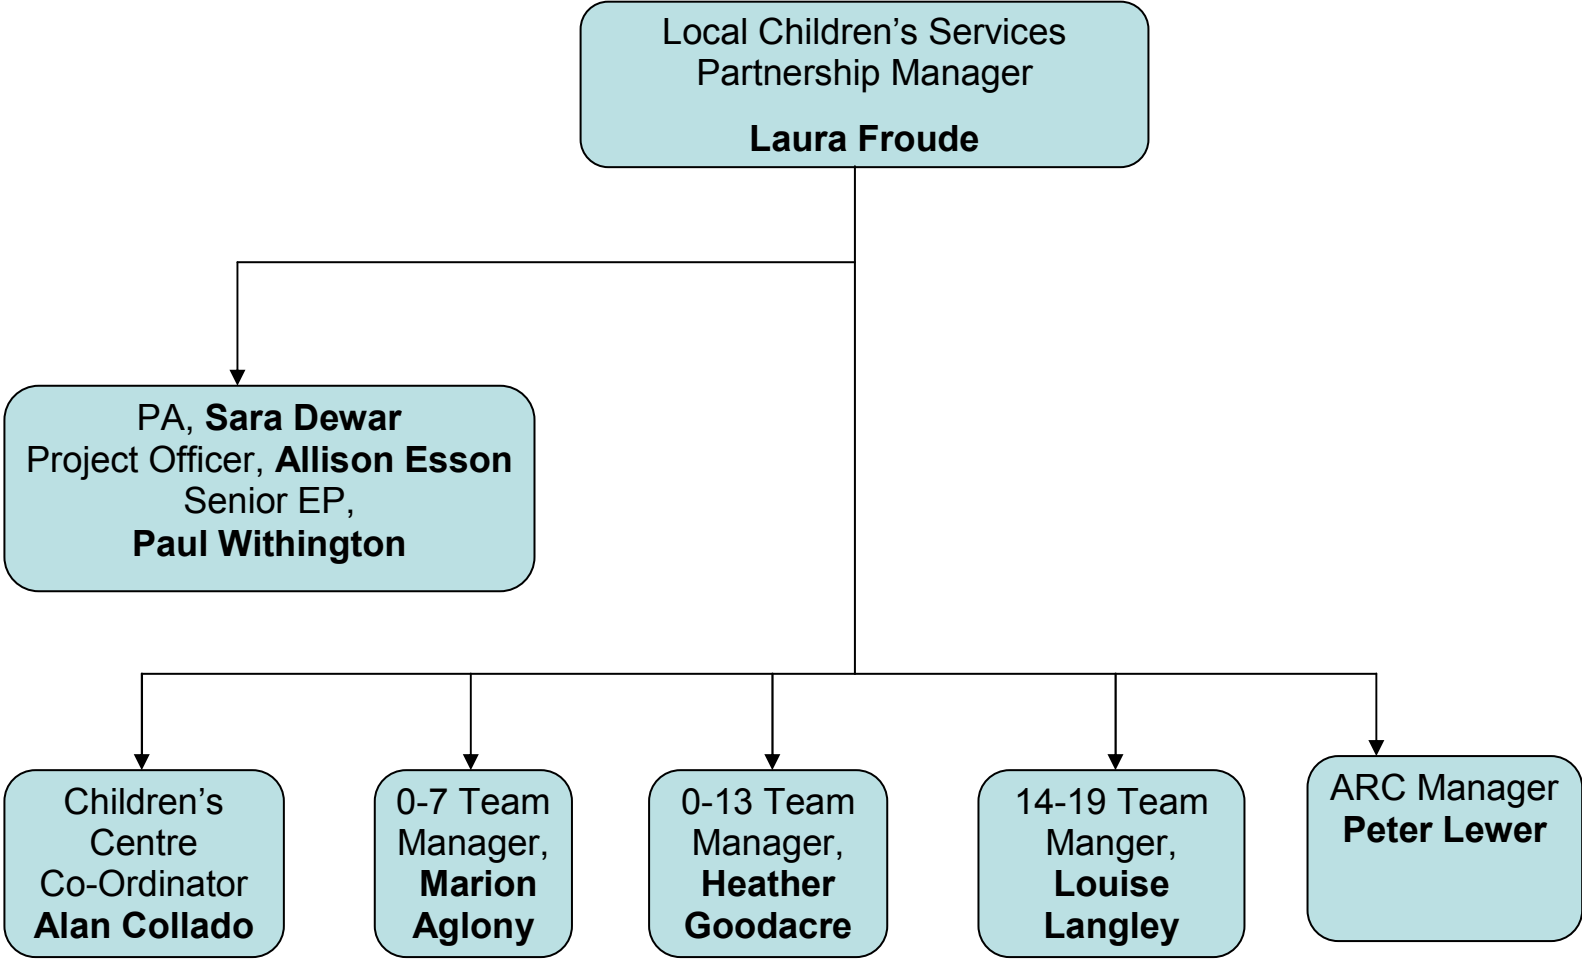 Local Children’s Services
Partnership Manager
Laura Froude
PA, Sara Dewar
Project Officer, Allison Esson
Senior EP,
Paul Withington
Children’s
Centre
Co-Ordinator
Alan Collado
0-7 Team
Manager,
Marion
Aglony
0-13 Team
Manager,
Heather
Goodacre
14-19 Team
Manger,
Louise
Langley
ARC Manager
Peter Lewer